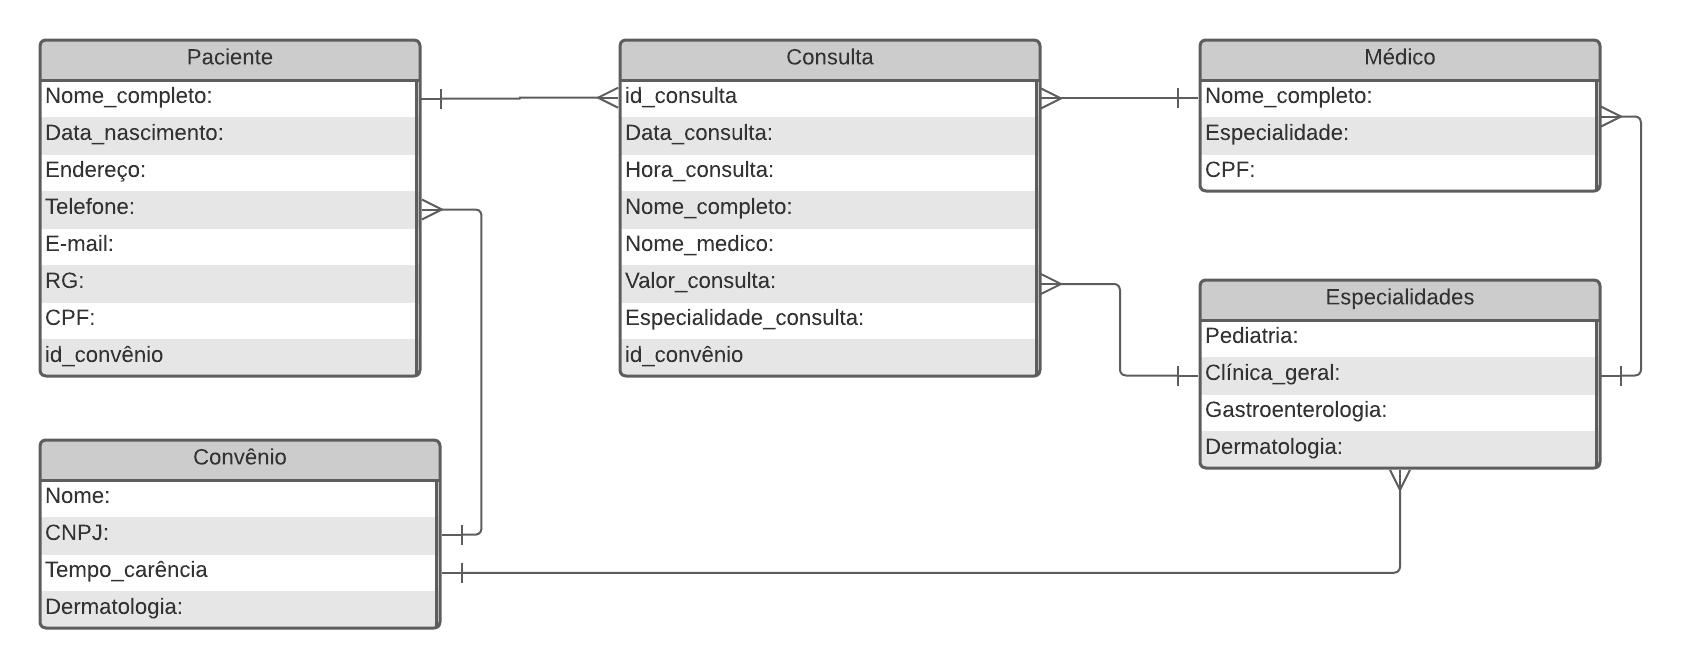 Paciente
Nome_completo:
Data_nascimento:
Endereço:
Telefone:
E-mail:
RG:
CPF:
id_convênio
Consulta
id_consulta
Data_consulta:
Hora_consulta:
Nome_completo:
Nome_medico:
Valor_consulta:
Especialidade_consulta:
id_convênio
Médico
Nome_completo:
Especialidade:
CPF:
Especialidades
Pediatria:
Clínica_geral:
Gastroenterologia:
Dermatologia:
Convênio
Nome:
CNPJ:
Tempo_carência
Dermatologia: